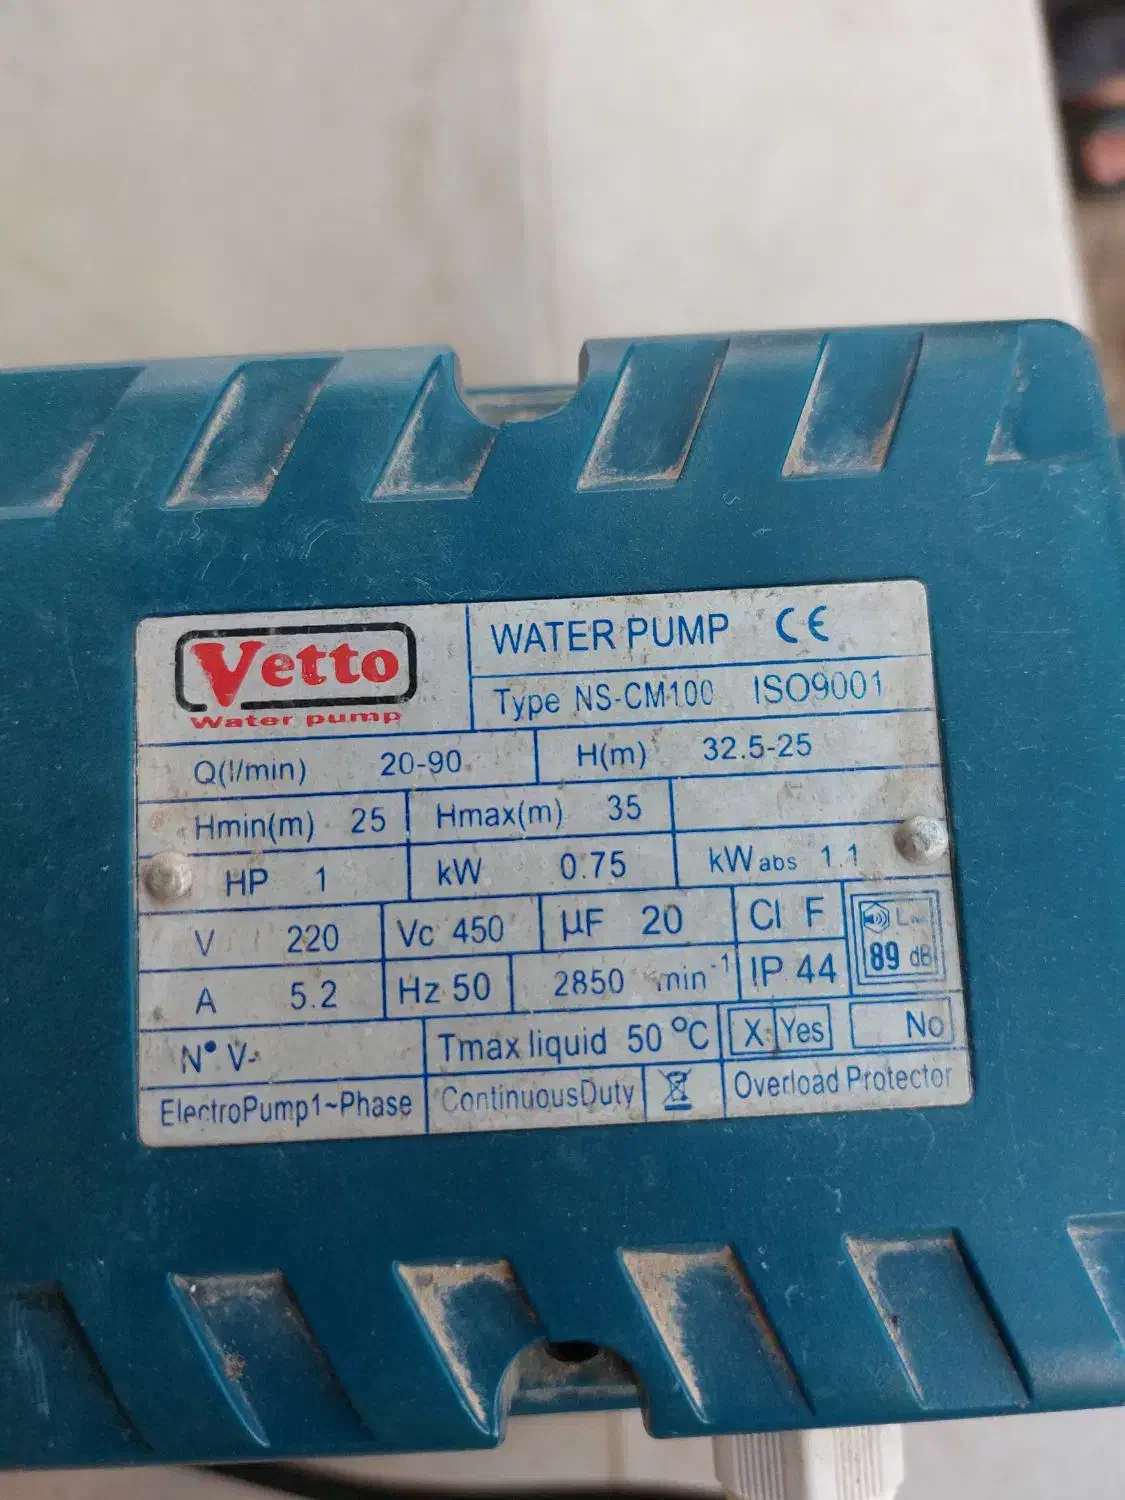 Vetto
Water pump
WATER PUMP CE
Type NS-CM100 ISO9001
Q(l/min) 20-90 H(m) 32.5-25
Hmin(m) 25 Hmax(m) 35
HP 1 kW 0.75 kWabs 1.1
V 220 Vc 450 µF 20 Cl F
A 5.2 Hz 50 2850 min-1 IP 44
89 dB
N° V-
Tmax liquid 50 °C X Yes No
ElectroPump1~Phase ContinuousDuty Overload Protector